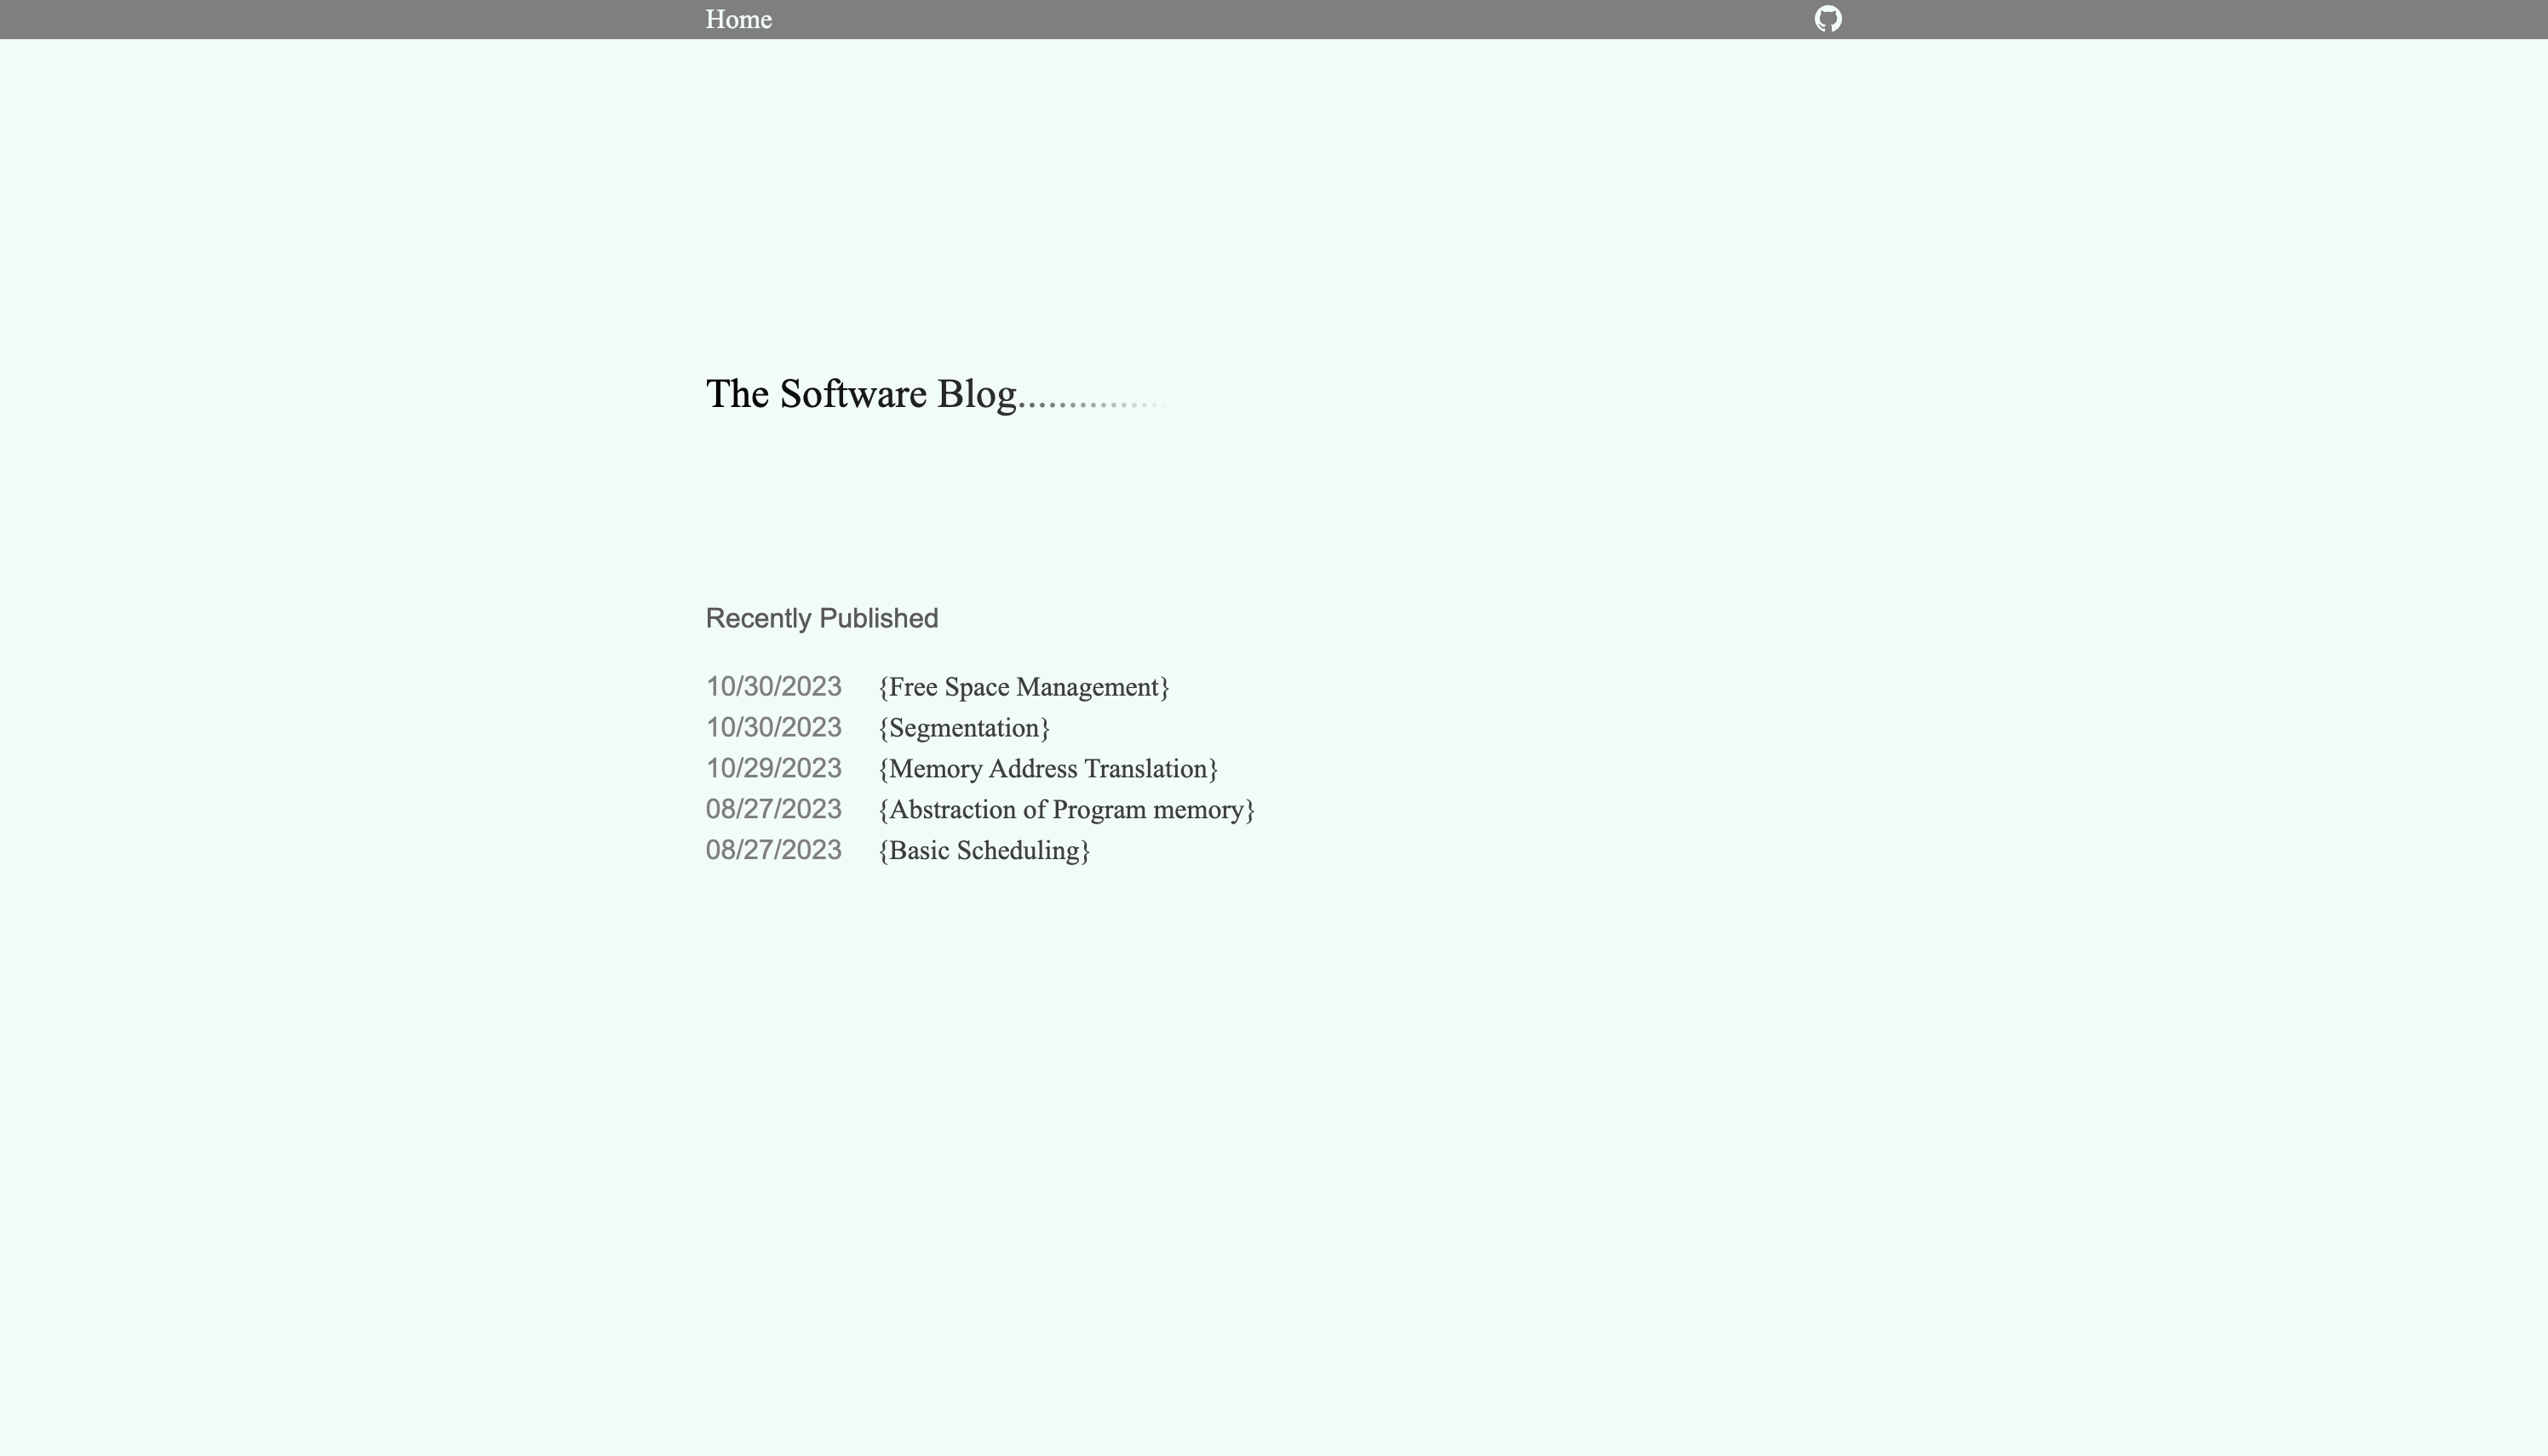 Home
The Software Blog...............
Recently Published
10/30/2023 {Free Space Management}
10/30/2023 {Segmentation}
10/29/2023 {Memory Address Translation}
08/27/2023 {Abstraction of Program memory}
08/27/2023 {Basic Scheduling}